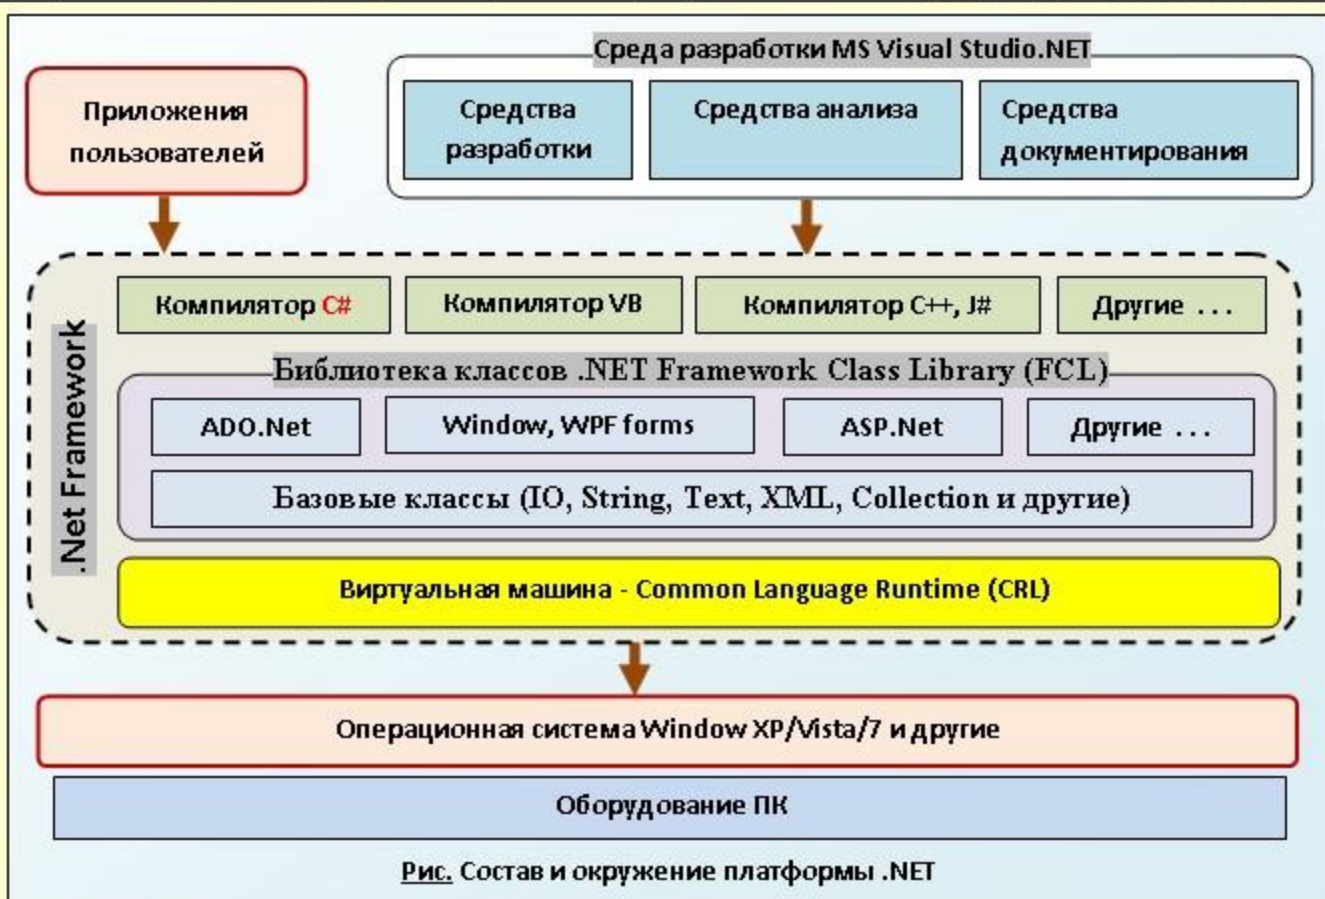 Среда разработки MS Visual Studio.NET
Приложения
пользователей
Средства
разработки
Средства анализа
Средства
документирования
.Net Framework
Компилятор C#
Компилятор VB
Компилятор C++, J#
Другие ...
Библиотека классов .NET Framework Class Library (FCL)
ADO.Net
Window, WPF forms
ASP.Net
Другие ...
Базовые классы (IO, String, Text, XML, Collection и другие)
Виртуальная машина - Common Language Runtime (CRL)
Операционная система Window XP/Vista/7 и другие
Оборудование ПК
Рис. Состав и окружение платформы .NET